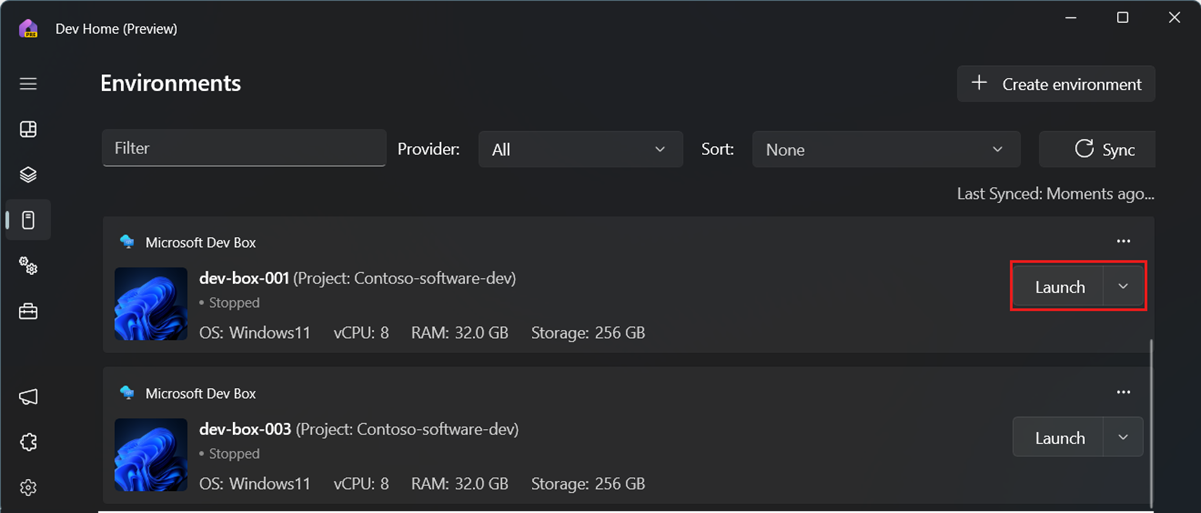 Dev Home (Preview)
PRE
Environments
Create environment
Filter
Provider:
All
Sort:
None
Sync
Last Synced: Moments ago...
Microsoft Dev Box
dev-box-001 (Project: Contoso-software-dev)
Stopped
OS: Windows11 vCPU: 8 RAM: 32.0 GB Storage: 256 GB
Launch
Microsoft Dev Box
dev-box-003 (Project: Contoso-software-dev)
Stopped
OS: Windows11 vCPU: 8 RAM: 32.0 GB Storage: 256 GB
Launch